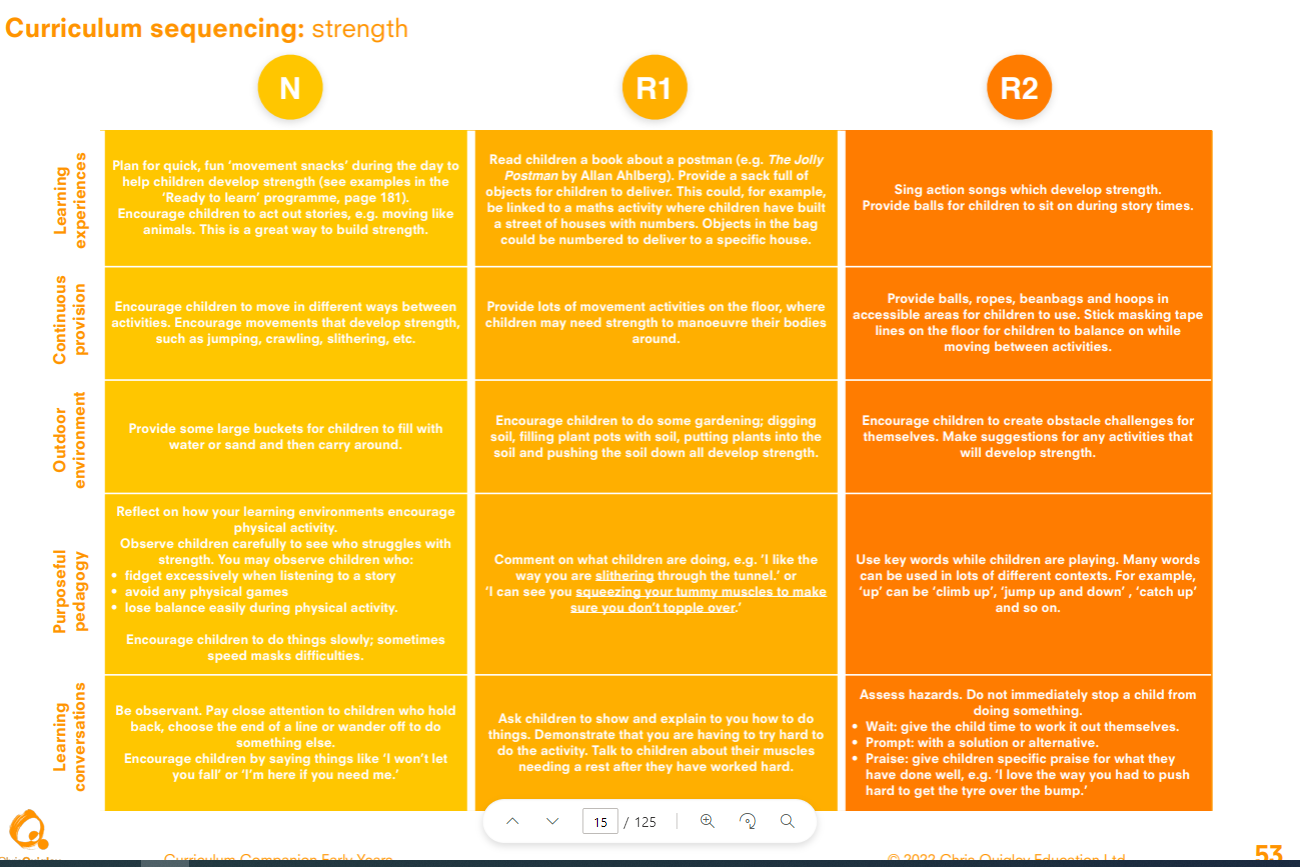 Curriculum sequencing: strength
N
R1
R2
Learning
experiences
Plan for quick, fun ‘movement snacks’ during the day to
help children develop strength (see examples in the
‘Ready to learn’ programme, page 181).
Encourage children to act out stories, e.g. moving like
animals. This is a great way to build strength.
Read children a book about a postman (e.g. The Jolly
Postman by Allan Ahlberg). Provide a sack full of
objects for children to deliver. This could, for example,
be linked to a maths activity where children have built
a street of houses with numbers. Objects in the bag
could be numbered to deliver to a specific house.
Sing action songs which develop strength.
Provide balls for children to sit on during story times.
Continuous
provision
Encourage children to move in different ways between
activities. Encourage movements that develop strength,
such as jumping, crawling, slithering, etc.
Provide lots of movement activities on the floor, where
children may need strength to manoeuvre their bodies
around.
Provide balls, ropes, beanbags and hoops in
accessible areas for children to use. Stick masking tape
lines on the floor for children to balance on while
moving between activities.
Outdoor
environment
Provide some large buckets for children to fill with
water or sand and then carry around.
Encourage children to do some gardening; digging
soil, filling plant pots with soil, putting plants into the
soil and pushing the soil down all develop strength.
Encourage children to create obstacle challenges for
themselves. Make suggestions for any activities that
will develop strength.
Purposeful
pedagogy
Reflect on how your learning environments encourage
physical activity.
Observe children carefully to see who struggles with
strength. You may observe children who:
• fidget excessively when listening to a story
• avoid any physical games
• lose balance easily during physical activity.
Encourage children to do things slowly; sometimes
speed masks difficulties.
Comment on what children are doing, e.g. ‘I like the
way you are slithering through the tunnel.’ or
‘I can see you squeezing your tummy muscles to make
sure you don’t topple over.’
Use key words while children are playing. Many words
can be used in lots of different contexts. For example,
‘up’ can be ‘climb up’, ‘jump up and down’ , ‘catch up’
and so on.
Learning
conversations
Be observant. Pay close attention to children who hold
back, choose the end of a line or wander off to do
something else.
Encourage children by saying things like ‘I won’t let
you fall’ or ‘I’m here if you need me.’
Ask children to show and explain to you how to do
things. Demonstrate that you are having to try hard to
do the activity. Talk to children about their muscles
needing a rest after they have worked hard.
Assess hazards. Do not immediately stop a child from
doing something.
• Wait: give the child time to work it out themselves.
• Prompt: with a solution or alternative.
• Praise: give children specific praise for what they
have done well, e.g. ‘I love the way you had to push
hard to get the tyre over the bump.’
15 / 125
Chris Quigley
Curriculum Companion Early Years
© 2022 Chris Quigley Education Ltd
53